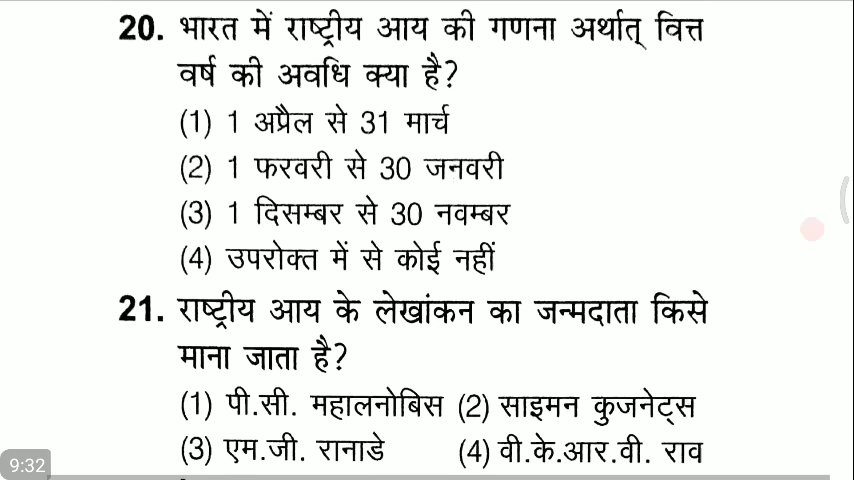 20. भारत में राष्ट्रीय आय की गणना अर्थात् वित्त
वर्ष की अवधि क्या है?
(1) 1 अप्रैल से 31 मार्च
(2) 1 फरवरी से 30 जनवरी
(3) 1 दिसम्बर से 30 नवम्बर
(4) उपरोक्त में से कोई नहीं
21. राष्ट्रीय आय के लेखांकन का जन्मदाता किसे
माना जाता है?
(1) पी.सी. महालनोबिस (2) साइमन कुजनेट्स
(3) एम.जी. रानाडे (4) वी.के.आर.वी. राव
9:32